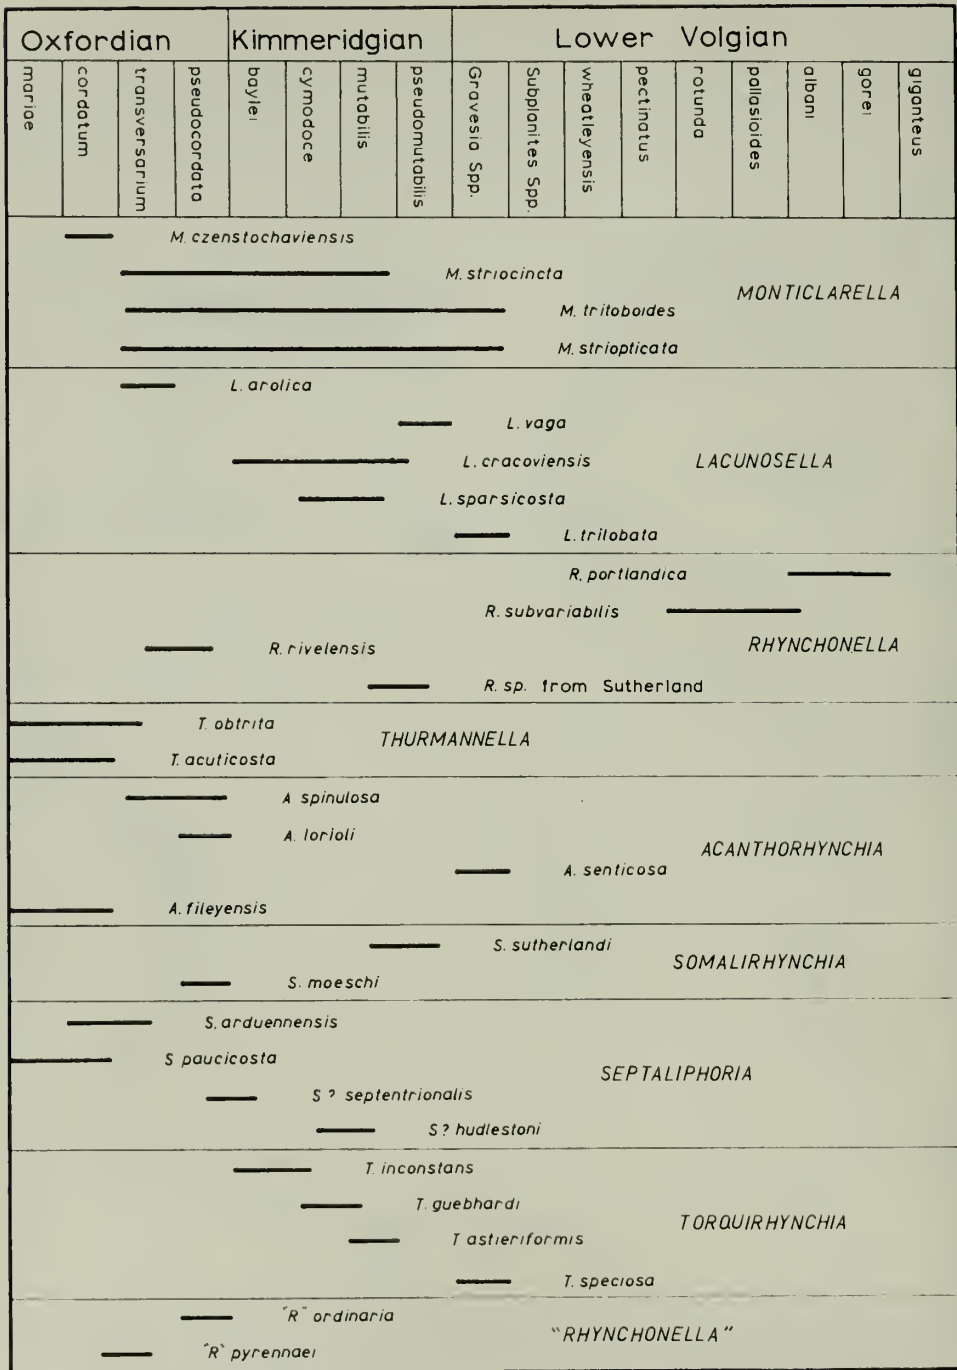 Oxfordian Kimmeridgian Lower Volgian
mariae
cordatum
transversarium
pseudocordata
baylei
cymodoce
mutabilis
pseudomutabilis
Gravesia Spp.
Subplanites Spp.
wheatleyensis
pectinatus
rotunda
pallasioides
albani
gorei
giganteus
M. czenstochaviensis
M. striocincta
MONTICLARELLA
M. tritoboides
M. striopticata
L. arolica
L. vaga
L. cracoviensis
LACUNOSELLA
L. sparsicosta
L. trilobata
R. portlandica
R. subvariabilis
R. rivelensis
RHYNCHONELLA
R. sp. from Sutherland
T. obtrita
THURMANNELLA
T. acuticosta
A spinulosa
A. lorioli
ACANTHORHYNCHIA
A. senticosa
A. fileyensis
S. sutherlandi
SOMALIRHYNCHIA
S. moeschi
S. arduennensis
S paucicosta
SEPTALIPHORIA
S ? septentrionalis
S ? hudlestoni
T. inconstans
T. guebhardi
TORQUIRHYNCHIA
T astieriformis
T. speciosa
"R" ordinaria
"RHYNCHONELLA"
"R" pyrennaei